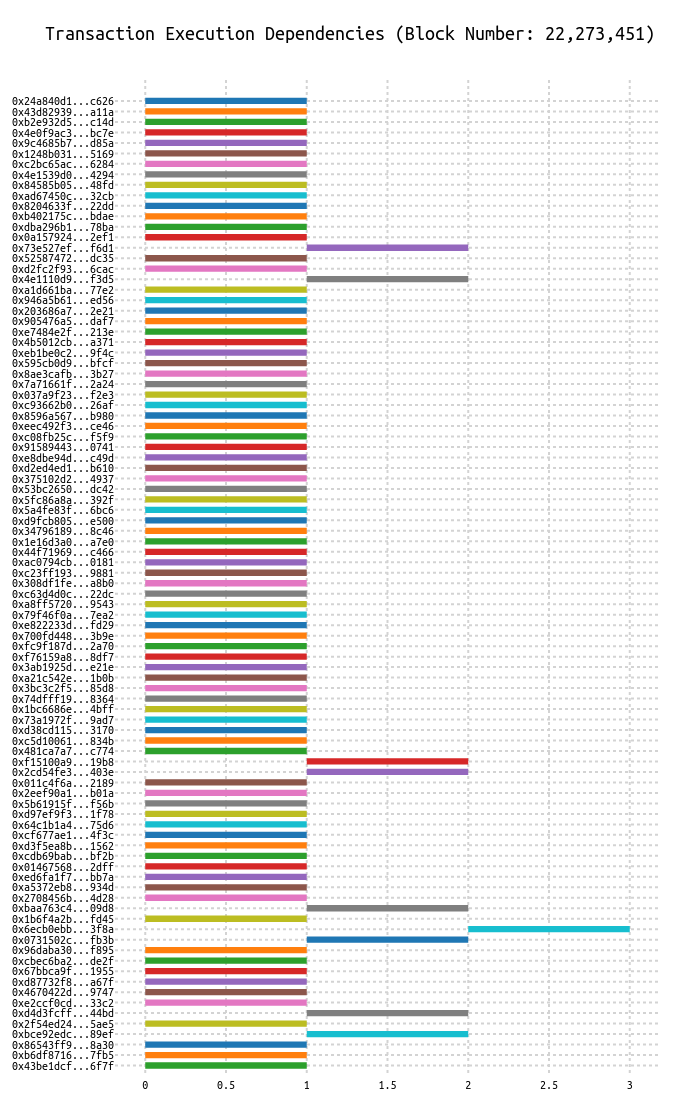 Transaction Execution Dependencies (Block Number: 22,273,451)
0x24a840d1...c626
0x43d82939...a11a
0xb2e932d5...c14d
0x4e0f9ac3...bc7e
0x9c4685b7...d85a
0x1248b031...5169
0xc2bc65ac...6284
0x4e1539d0...4294
0x84585b05...48fd
0xad67450c...32cb
0x8204633f...22dd
0xb402175c...bdae
0xdba296b1...78ba
0x0a157924...2ef1
0x73e527ef...f6d1
0x52587472...dc35
0xd2fc2f93...6cac
0x4e1110d9...f3d5
0xa1d661ba...77e2
0x946a5b61...ed56
0x203686a7...2e21
0x905476a5...daf7
0xe7484e2f...213e
0x4b5012cb...a371
0xeb1be0c2...9f4c
0x595cb0d9...bfcf
0x8ae3cafb...3b27
0x7a71661f...2a24
0x037a9f23...f2e3
0xc93662b0...26af
0x8596a567...b980
0xeec492f3...ce46
0xc08fb25c...f5f9
0x91589443...0741
0xe8dbe94d...c49d
0xd2ed4ed1...b610
0x375102d2...4937
0x53bc2650...dc42
0x5fc86a8a...392f
0x5a4fe83f...6bc6
0xd9fcb805...e500
0x34796189...8c46
0x1e16d3a0...a7e0
0x44f71969...c466
0xac0794cb...0181
0xc23ff193...9881
0x308df1fe...a8b0
0xc63d4d0c...22dc
0xa8ff5720...9543
0x79f46f0a...7ea2
0xe822233d...fd29
0x700fd448...3b9e
0xfc9f187d...2a70
0xf76159a8...8df7
0x3ab1925d...e21e
0xa21c542e...1b0b
0x3bc3c2f5...85d8
0x74dfff19...8364
0x1bc6686e...4bff
0x73a1972f...9ad7
0xd38cd115...3170
0xc5d10061...834b
0x481ca7a7...c774
0xf15100a9...19b8
0x2cd54fe3...403e
0x011c4f6a...2189
0x2eef90a1...b01a
0x5b61915f...f56b
0xd97ef9f3...1f78
0x64c1b1a4...75d6
0xcf677ae1...4f3c
0xd3f5ea8b...1562
0xcdb69bab...bf2b
0x01467568...2dff
0xed6fa1f7...bb7a
0xa5372eb8...934d
0x2708456b...4d28
0xbaa763c4...09d8
0x1b6f4a2b...fd45
0x6ecb0ebb...3f8a
0x0731502c...fb3b
0x96daba30...f895
0xcbec6ba2...de2f
0x67bbca9f...1955
0xd87732f8...a67f
0x4670422d...9747
0xe2ccf0cd...33c2
0xd4d3fcff...44bd
0x2f54ed24...5ae5
0xbce92edc...89ef
0x86543ff9...8a30
0xb6df8716...7fb5
0x43be1dcf...6f7f
0 0.5 1 1.5 2 2.5 3